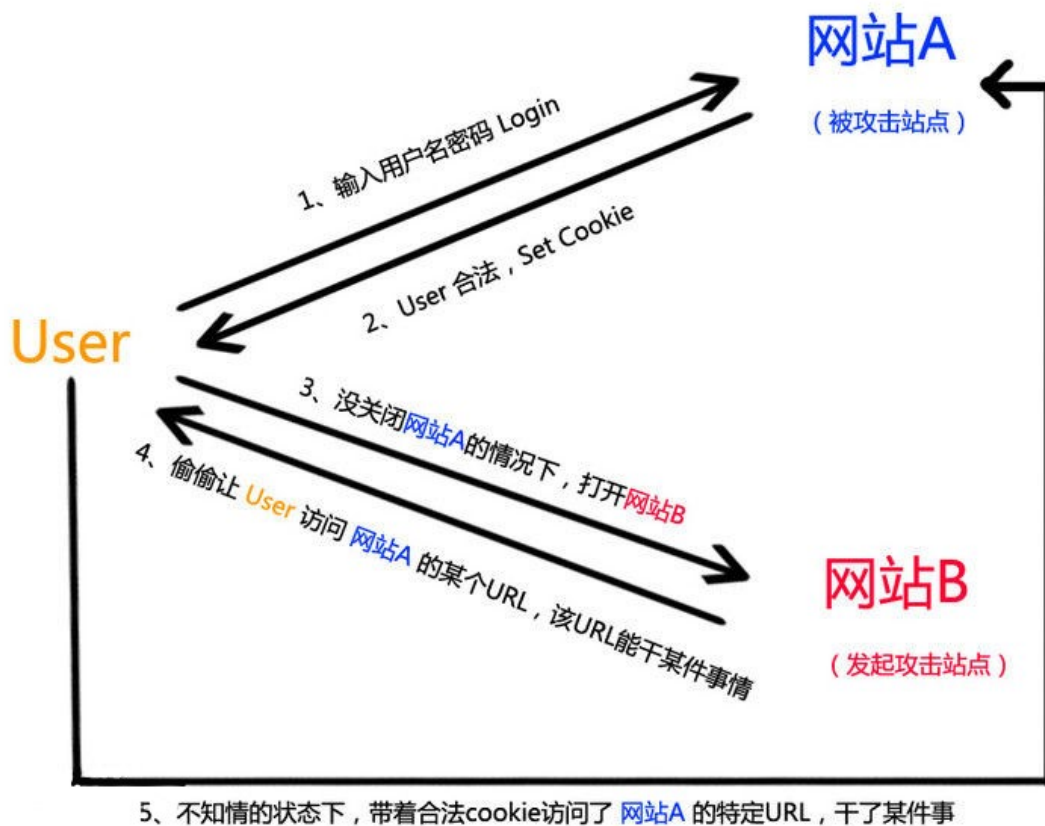 网站A
（被攻击站点）
1、输入用户名密码 Login
2、User 合法，Set Cookie
User
3、没关闭网站A的情况下，打开网站B
4、偷偷让 User 访问 网站A 的某个URL，该URL能干某件事情
网站B
（发起攻击站点）
5、不知情的状态下，带着合法cookie访问了 网站A 的特定URL，干了某件事